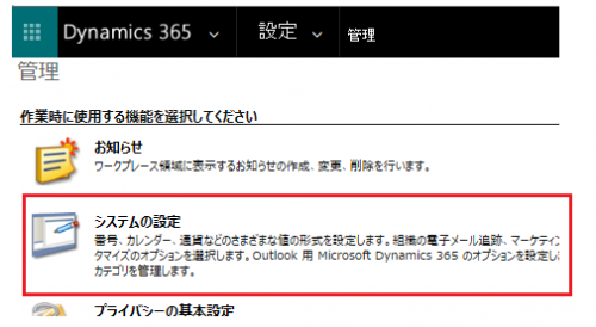 Dynamics 365 設定 管理
管理
作業時に使用する機能を選択してください
お知らせ
ワークプレース領域に表示するお知らせの作成、変更、削除を行います。
システムの設定
番号、カレンダー、通貨などのさまざまな値の形式を設定します。組織の電子メール追跡、マーケティン
タマイズのオプションを選択します。Outlook 用 Microsoft Dynamics 365 のオプションを設定し
カテゴリを管理します。
プライバシーの基本設定